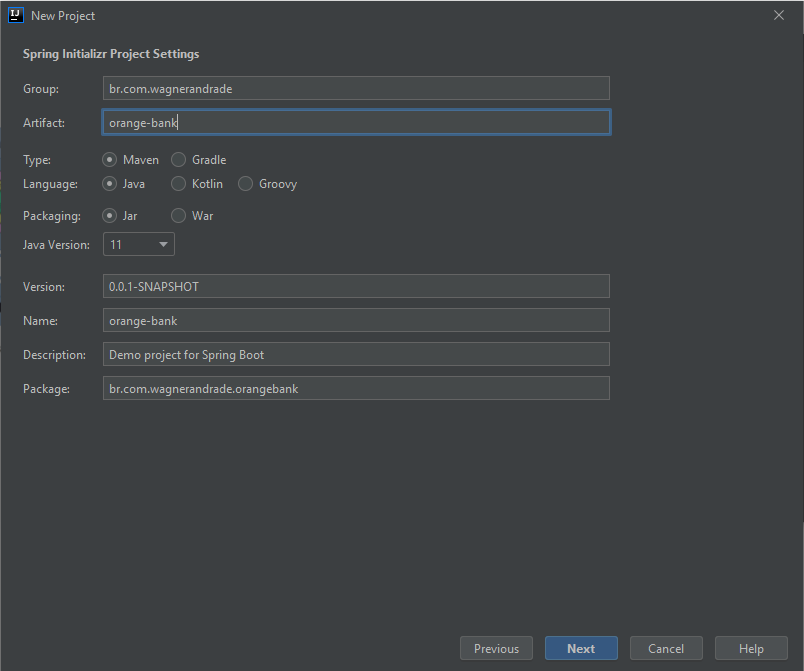 IJ New Project
Spring Initializr Project Settings
Group: br.com.wagnerandrade
Artifact: orange-bank
Type: Maven Gradle
Language: Java Kotlin Groovy
Packaging: Jar War
Java Version: 11
Version: 0.0.1-SNAPSHOT
Name: orange-bank
Description: Demo project for Spring Boot
Package: br.com.wagnerandrade.orangebank
Previous Next Cancel Help